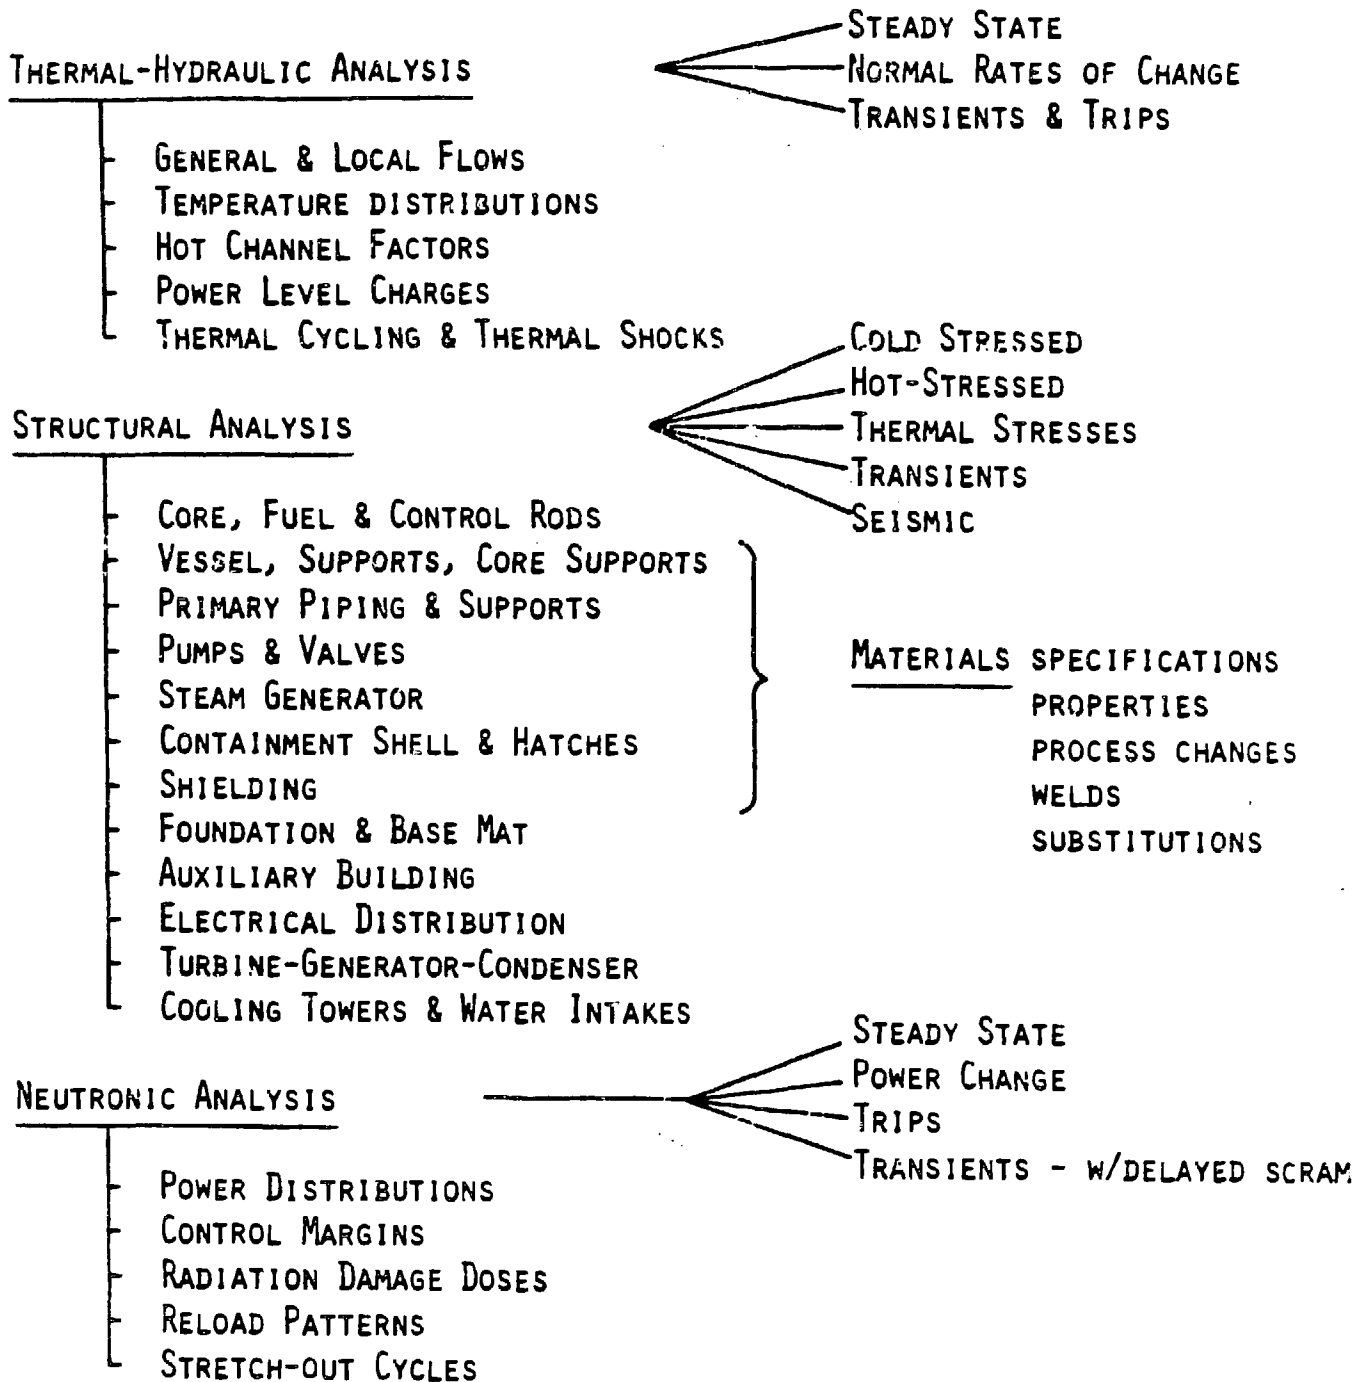 THERMAL-HYDRAULIC ANALYSIS
STEADY STATE
NORMAL RATES OF CHANGE
TRANSIENTS & TRIPS
GENERAL & LOCAL FLOWS
TEMPERATURE DISTRIBUTIONS
HOT CHANNEL FACTORS
POWER LEVEL CHARGES
THERMAL CYCLING & THERMAL SHOCKS
STRUCTURAL ANALYSIS
COLD STRESSED
HOT-STRESSED
THERMAL STRESSES
TRANSIENTS
SEISMIC
CORE, FUEL & CONTROL RODS
VESSEL, SUPPORTS, CORE SUPPORTS
PRIMARY PIPING & SUPPORTS
PUMPS & VALVES
STEAM GENERATOR
CONTAINMENT SHELL & HATCHES
SHIELDING
FOUNDATION & BASE MAT
AUXILIARY BUILDING
ELECTRICAL DISTRIBUTION
TURBINE-GENERATOR-CONDENSER
COOLING TOWERS & WATER INTAKES
MATERIALS SPECIFICATIONS
PROPERTIES
PROCESS CHANGES
WELDS
SUBSTITUTIONS
NEUTRONIC ANALYSIS
STEADY STATE
POWER CHANGE
TRIPS
TRANSIENTS - W/DELAYED SCRAM
POWER DISTRIBUTIONS
CONTROL MARGINS
RADIATION DAMAGE DOSES
RELOAD PATTERNS
STRETCH-OUT CYCLES